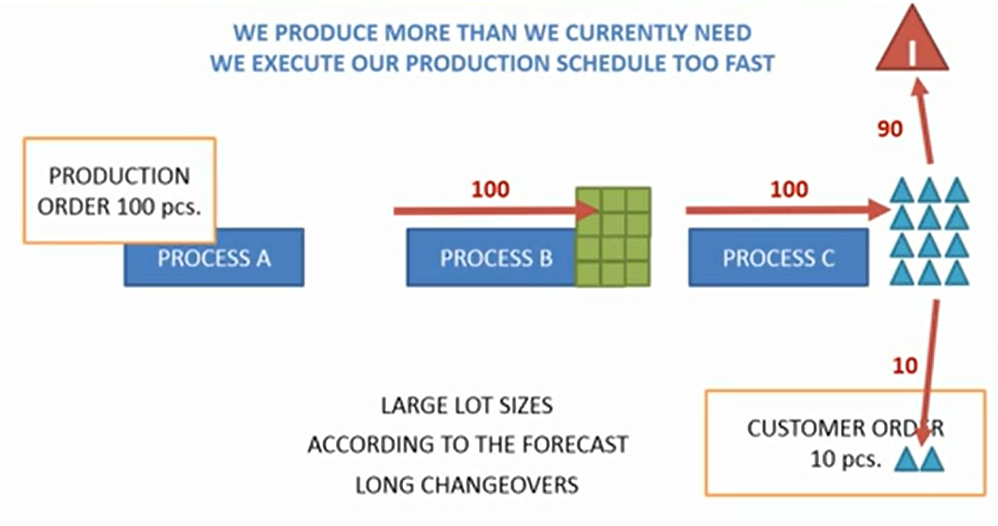 WE PRODUCE MORE THAN WE CURRENTLY NEED
WE EXECUTE OUR PRODUCTION SCHEDULE TOO FAST
I
90
PRODUCTION
ORDER 100 pcs.
100
100
PROCESS A
PROCESS B
PROCESS C
10
LARGE LOT SIZES
ACCORDING TO THE FORECAST
LONG CHANGEOVERS
CUSTOMER ORDER
10 pcs.